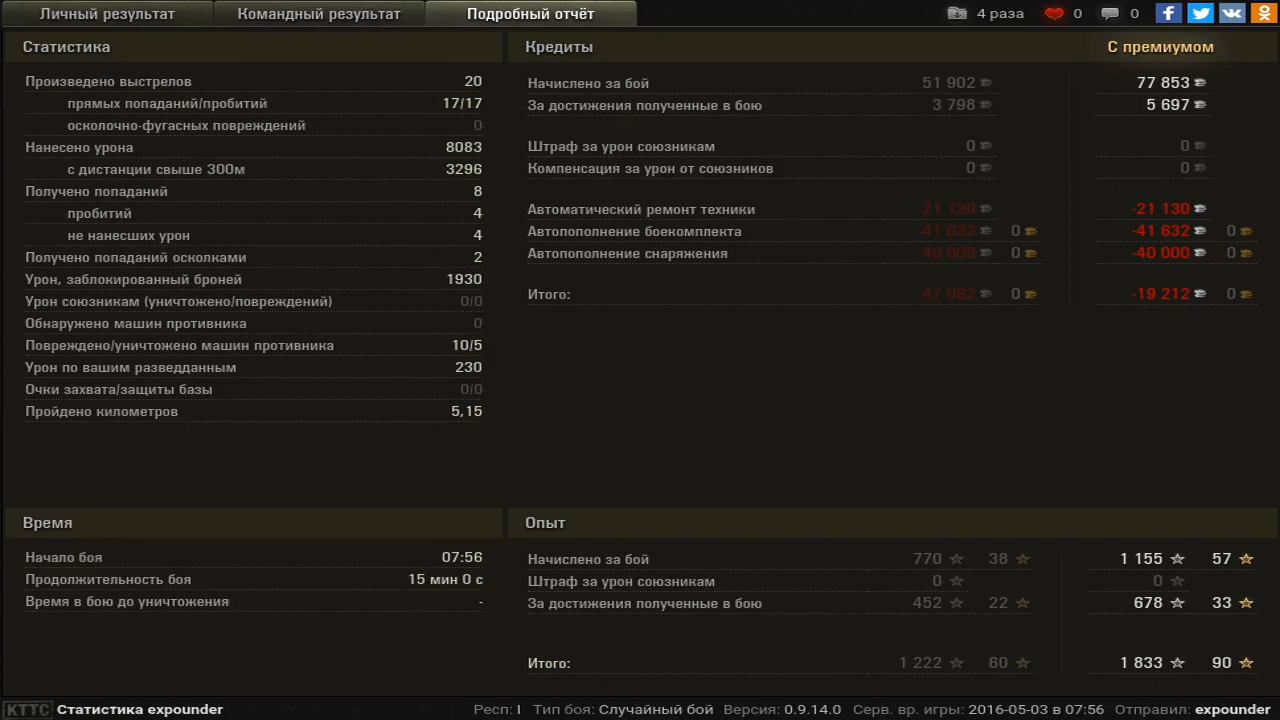 Личный результат Командный результат Подробный отчёт 4 раза 0 0
Статистика
Произведено выстрелов 20
прямых попаданий/пробитий 17/17
осколочно-фугасных повреждений 0
Нанесено урона 8083
с дистанции свыше 300м 3296
Получено попаданий 8
пробитий 4
не нанесших урон 4
Получено попаданий осколками 2
Урон, заблокированный броней 1930
Урон союзникам (уничтожено/повреждений) 0/0
Обнаружено машин противника 0
Повреждено/уничтожено машин противника 10/5
Урон по вашим разведданным 230
Очки захвата/защиты базы 0/0
Пройдено километров 5,15
Кредиты С премиумом
Начислено за бой 51 902 77 853
За достижения полученные в бою 3 798 5 697
Штраф за урон союзникам 0 0
Компенсация за урон от союзников 0 0
Автоматический ремонт техники -21 130 -21 130
Автопополнение боекомплекта -41 632 0 -41 632 0
Автопополнение снаряжения -40 000 0 -40 000 0
Итого: -47 062 0 -19 212 0
Время
Начало боя 07:56
Продолжительность боя 15 мин 0 с
Время в бою до уничтожения -
Опыт
Начислено за бой 770 38 1 155 57
Штраф за урон союзникам 0 0
За достижения полученные в бою 452 22 678 33
Итого: 1 222 60 1 833 90
КТТС Статистика expounder Респ: I Тип боя: Случайный бой Версия: 0.9.14.0 Серв. вр. игры: 2016-05-03 в 07:56 Отправил: expounder